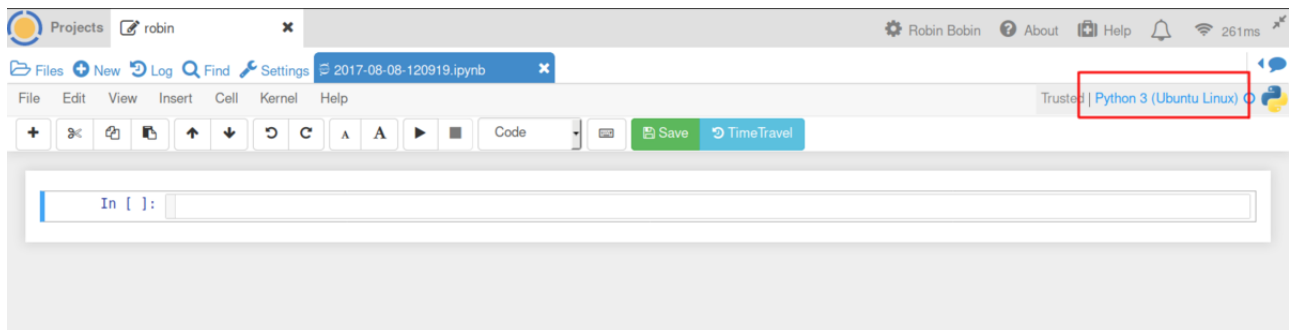 Projects robin Robin Bobin About Help 261ms
Files New Log Find Settings 2017-08-08-120919.ipynb
File Edit View Insert Cell Kernel Help Trusted | Python 3 (Ubuntu Linux)
A A Code Save TimeTravel
In [ ]: